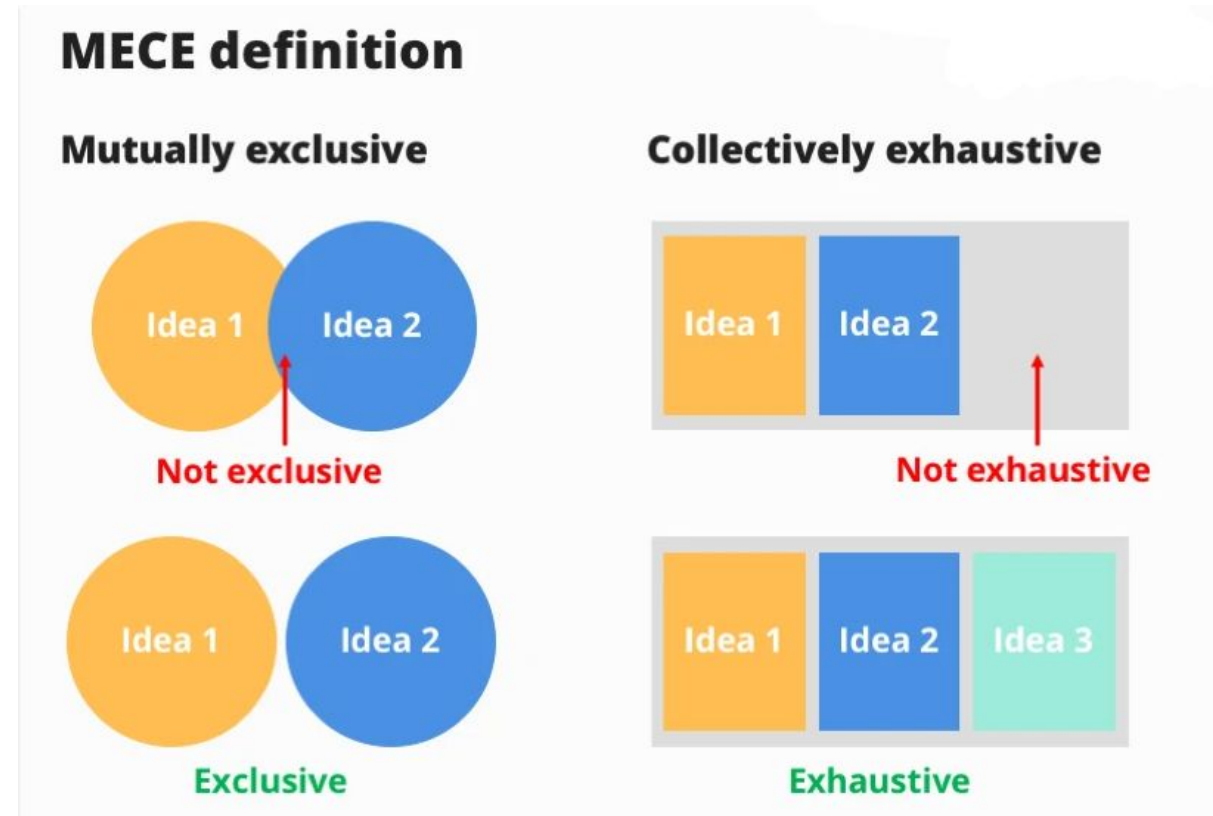 MECE definition
Mutually exclusive
Idea 1
Idea 2
Not exclusive
Idea 1
Idea 2
Exclusive
Collectively exhaustive
Idea 1
Idea 2
Not exhaustive
Idea 1
Idea 2
Idea 3
Exhaustive